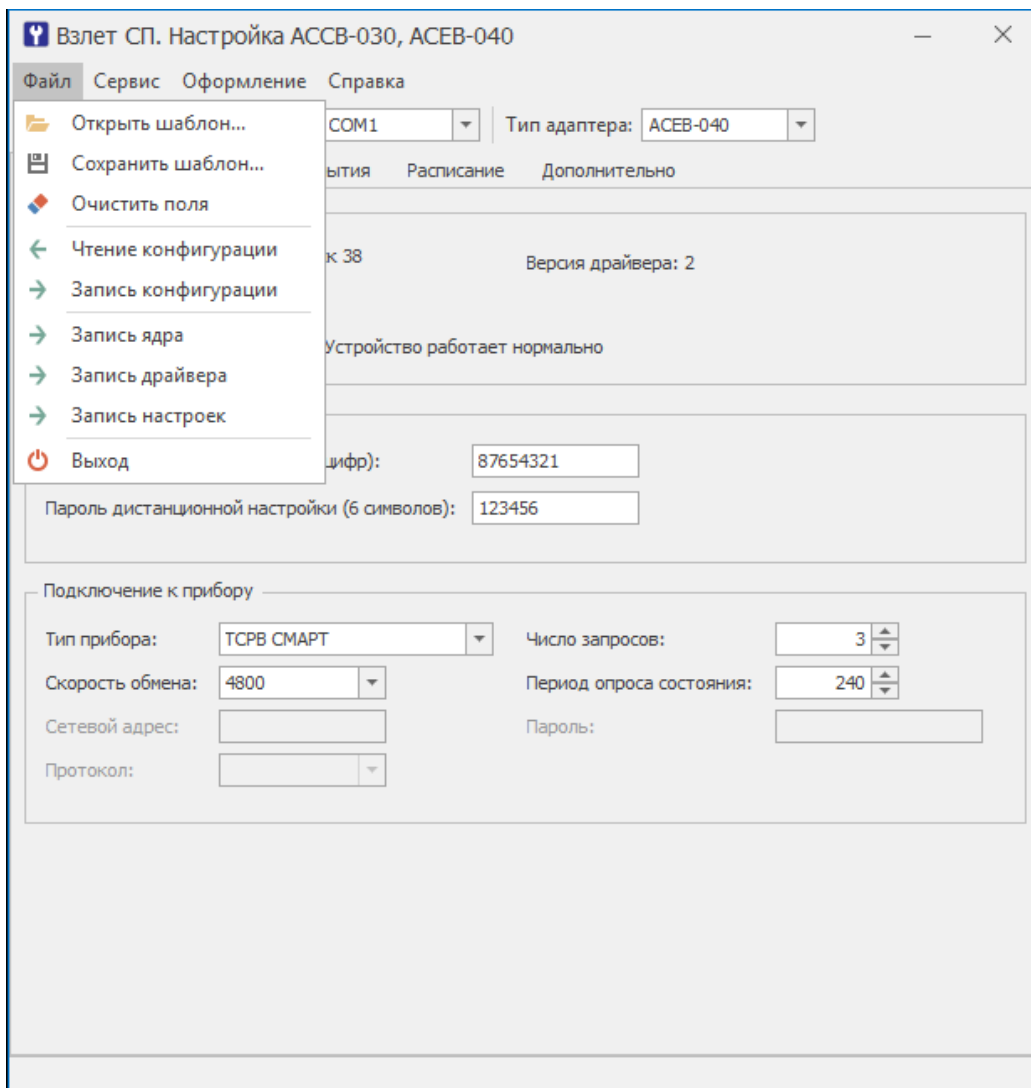 Взлет СП. Настройка АССВ-030, АСЕВ-040
Файл Сервис Оформление Справка
Открыть шаблон... COM1 Тип адаптера: АСЕВ-040
Сохранить шаблон... ытия Расписание Дополнительно
Очистить поля
Чтение конфигурации к 38 Версия драйвера: 2
Запись конфигурации
Запись ядра Устройство работает нормально
Запись драйвера
Запись настроек
Выход цифр): 87654321
Пароль дистанционной настройки (6 символов): 123456
Подключение к прибору
Тип прибора: ТСРВ СМАРТ Число запросов: 3
Скорость обмена: 4800 Период опроса состояния: 240
Сетевой адрес: Пароль:
Протокол: